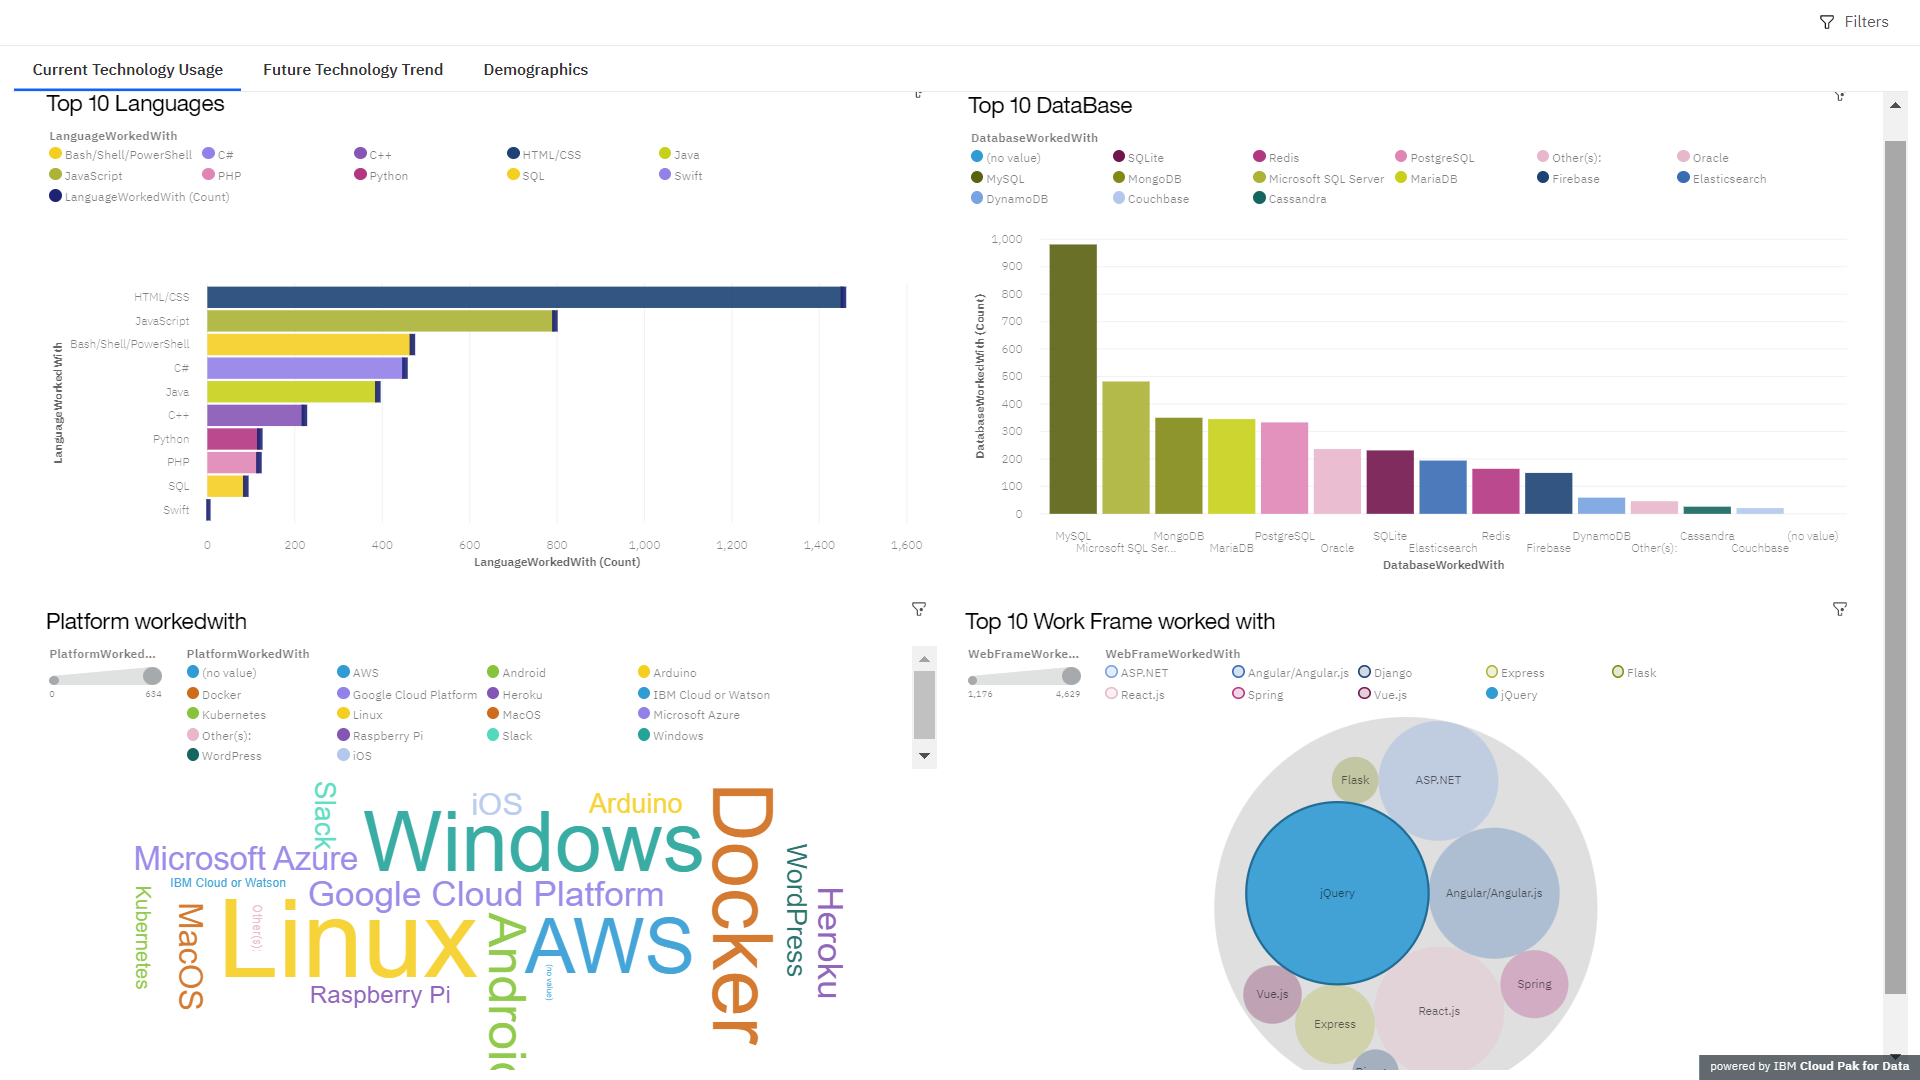 Filters
Current Technology Usage Future Technology Trend Demographics
Top 10 Languages
LanguageWorkedWith
Bash/Shell/PowerShell C# C++ HTML/CSS Java
JavaScript PHP Python SQL Swift
LanguageWorkedWith (Count)
LanguageWorkedWith
HTML/CSS
JavaScript
Bash/Shell/PowerShell
C#
Java
C++
Python
PHP
SQL
Swift
0 200 400 600 800 1,000 1,200 1,400 1,600
LanguageWorkedWith (Count)
Top 10 DataBase
DatabaseWorkedWith
(no value) SQLite Redis PostgreSQL Other(s): Oracle
MySQL MongoDB Microsoft SQL Server MariaDB Firebase Elasticsearch
DynamoDB Couchbase Cassandra
DatabaseWorkedWith (Count)
1,000
900
800
700
600
500
400
300
200
100
0
MySQL MongoDB PostgreSQL SQLite Redis DynamoDB Cassandra (no value)
Microsoft SQL Ser... MariaDB Oracle Elasticsearch Firebase Other(s): Couchbase
DatabaseWorkedWith
Platform workedwith
PlatformWorked... PlatformWorkedWith
0 634
(no value) AWS Android Arduino
Docker Google Cloud Platform Heroku IBM Cloud or Watson
Kubernetes Linux MacOS Microsoft Azure
Other(s): Raspberry Pi Slack Windows
WordPress iOS
Slack
iOS
Arduino
Windows
Docker
Microsoft Azure
WordPress
IBM Cloud or Watson
Google Cloud Platform
Kubernetes
Heroku
MacOS
Other(s):
Linux
AWS
(no value)
Raspberry Pi
Top 10 Work Frame worked with
WebFrameWorke... WebFrameWorkedWith
1,176 4,629
ASP.NET Angular/Angular.js Django Express Flask
React.js Spring Vue.js jQuery
Flask
ASP.NET
jQuery
Angular/Angular.js
Vue.js
Spring
React.js
Express
powered by IBM Cloud Pak for Data